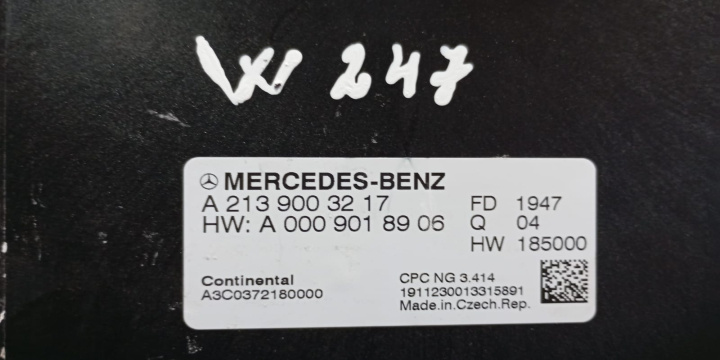 W 247
MERCEDES-BENZ
A 213 900 32 17 FD 1947
HW: A 000 901 89 06 Q 04
HW 185000
Continental CPC NG 3.414
A3C0372180000 1911230013315891
Made.in.Czech.Rep.